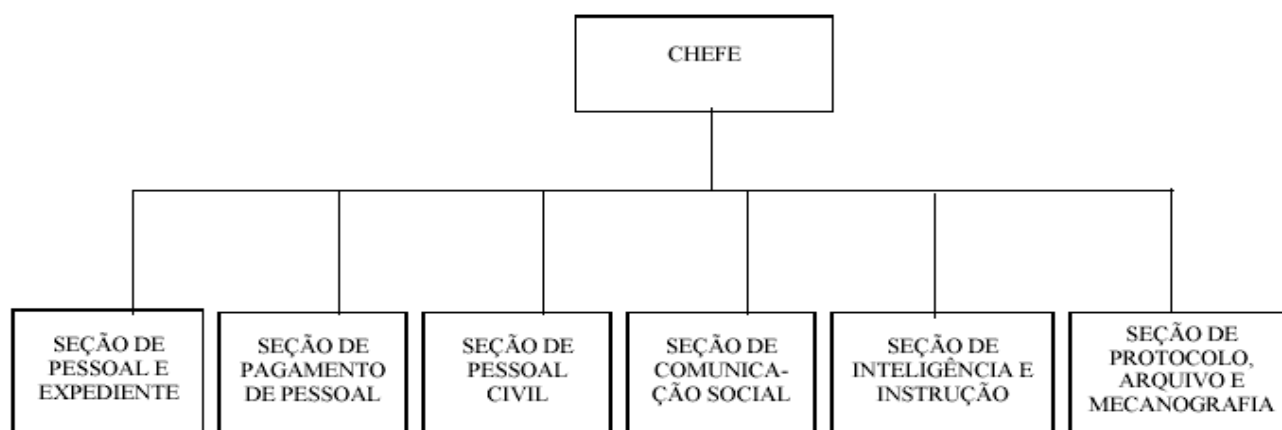 CHEFE
SEÇÃO DE
PESSOAL E
EXPEDIENTE
SEÇÃO DE
PAGAMENTO
DE PESSOAL
SEÇÃO DE
PESSOAL
CIVIL
SEÇÃO DE
COMUNICA-
ÇÃO SOCIAL
SEÇÃO DE
INTELIGÊNCIA E
INSTRUÇÃO
SEÇÃO DE
PROTOCOLO,
ARQUIVO E
MECANOGRAFIA